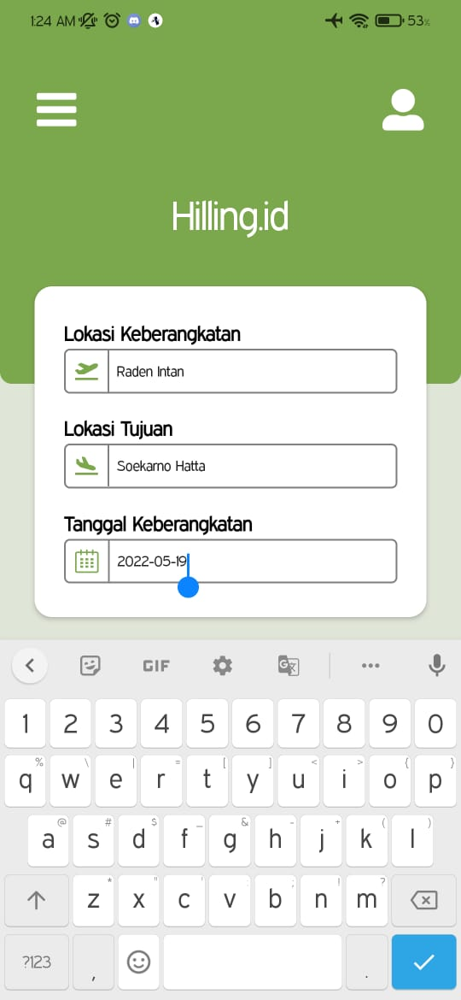 1:24 AM 53%
Hilling.id
Lokasi Keberangkatan
Raden Intan
Lokasi Tujuan
Soekarno Hatta
Tanggal Keberangkatan
2022-05-19
GIF
1 2 3 4 5 6 7 8 9 0
% \ | = [ ] < > { }
q w e r t y u i o p
@ # $ _ & - + ( )
a s d f g h j k l
* " ' : ; ! ?
z x c v b n m
?123 , .